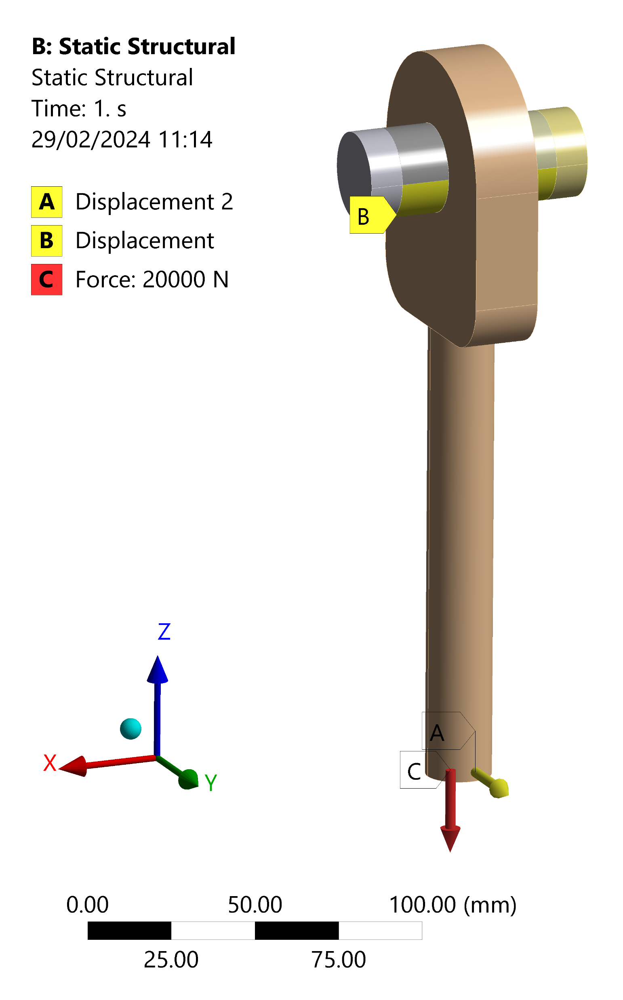 B: Static Structural
Static Structural
Time: 1. s
29/02/2024 11:14
A Displacement 2
B Displacement
C Force: 20000 N
B
Z
X
Y
A
C
0.00 50.00 100.00 (mm)
25.00 75.00